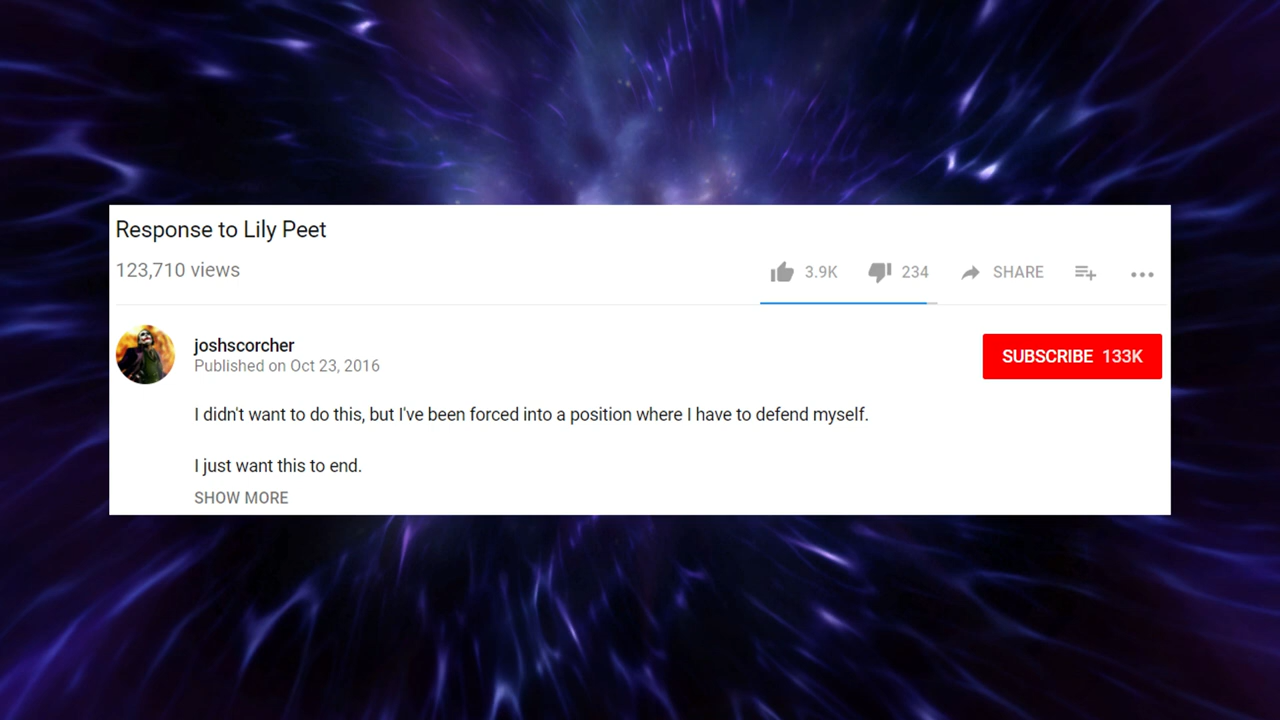 Response to Lily Peet
123,710 views
3.9K 234 SHARE
joshscorcher
Published on Oct 23, 2016
SUBSCRIBE 133K
I didn't want to do this, but I've been forced into a position where I have to defend myself.
I just want this to end.
SHOW MORE